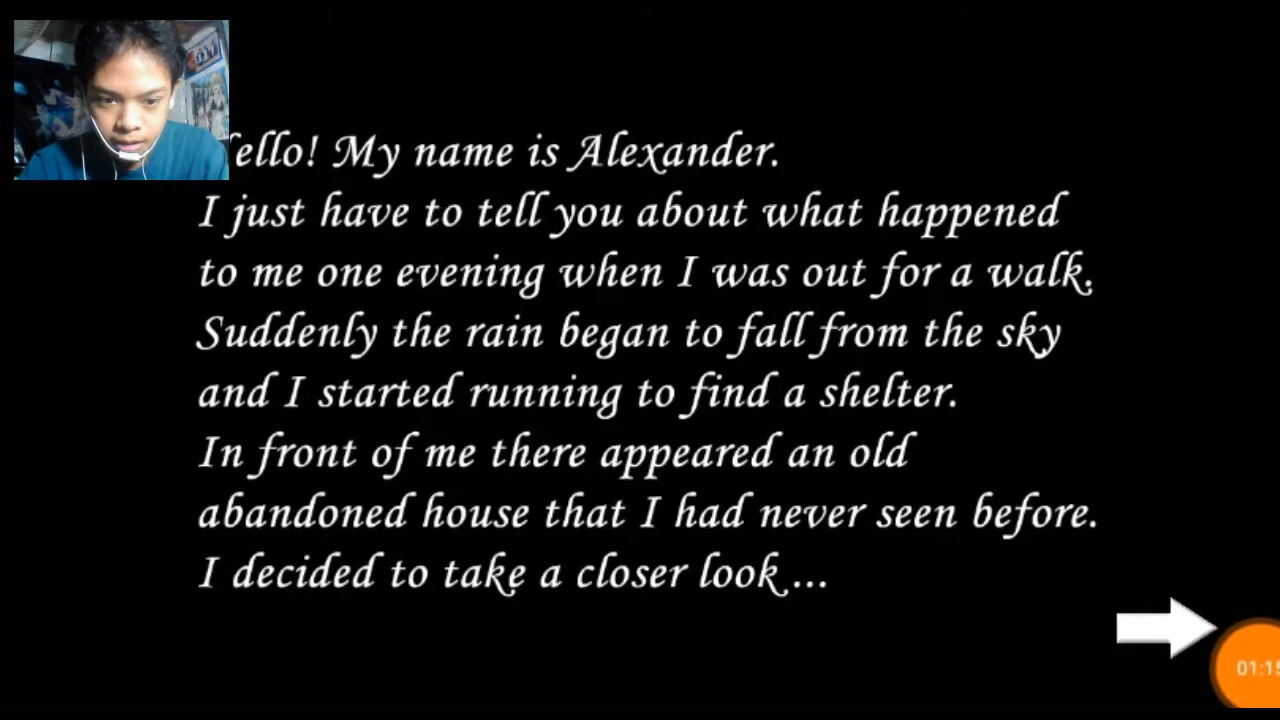 ello! My name is Alexander.
I just have to tell you about what happened
to me one evening when I was out for a walk.
Suddenly the rain began to fall from the sky
and I started running to find a shelter.
In front of me there appeared an old
abandoned house that I had never seen before.
I decided to take a closer look...
01:15